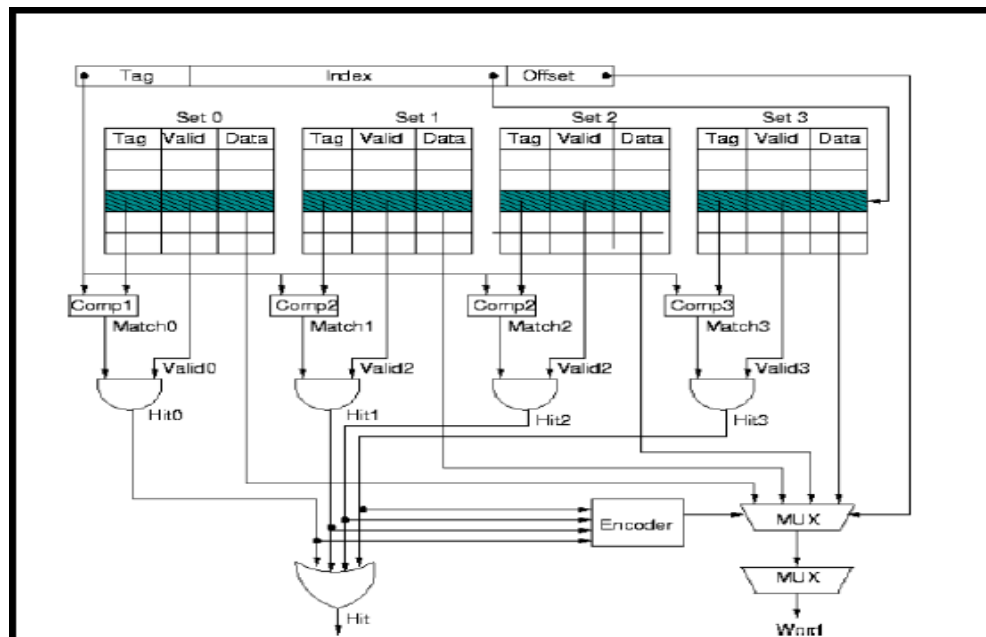 Tag Index Offset
Set 0 Set 1 Set 2 Set 3
Tag Valid Data Tag Valid Data Tag Valid Data Tag Valid Data
Comp1 Comp2 Comp2 Comp3
Match0 Match1 Match2 Match3
Valid0 Valid2 Valid2 Valid3
Hit0 Hit1 Hit2 Hit3
Encoder MUX
MUX
Hit Word